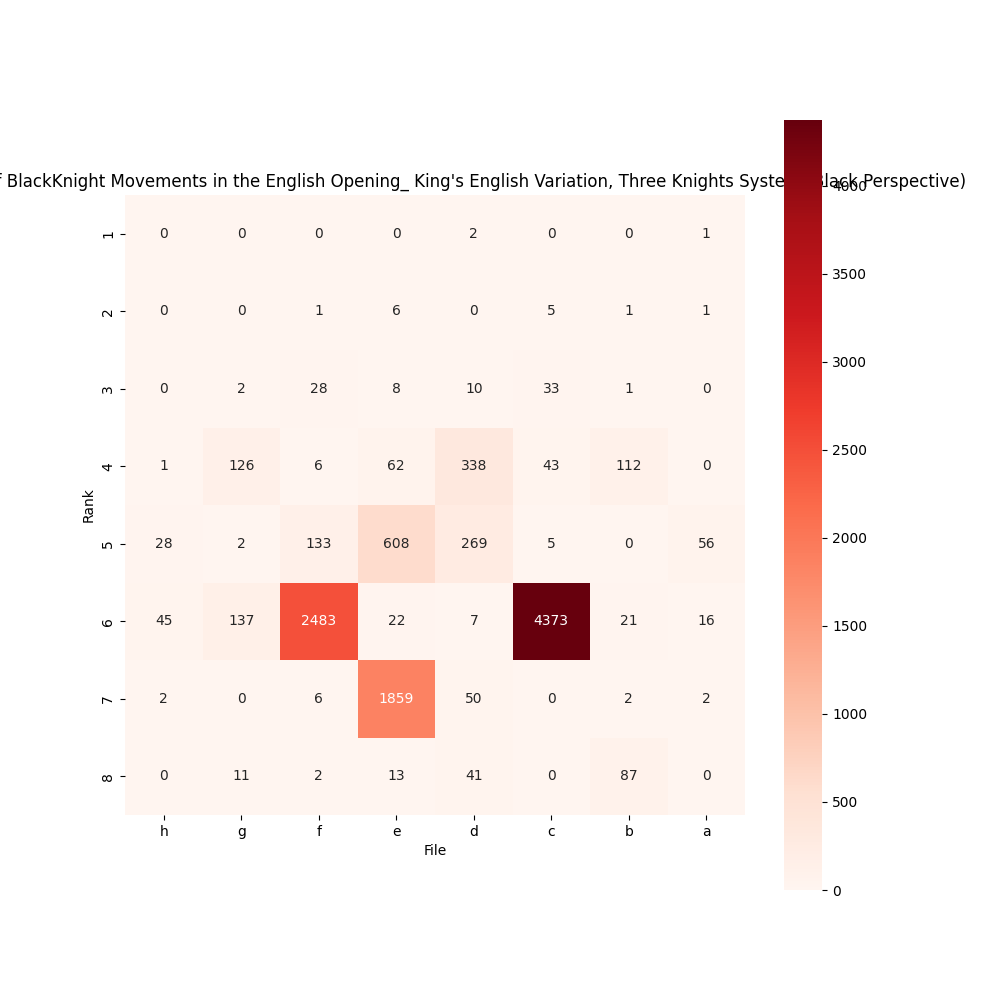 BlackKnight Movements in the English Opening_ King's English Variation, Three Knights System (Black Perspective)
4000
1 0 0 0 0 2 0 0 1
2 0 0 1 6 0 5 1 1
3500
3000
3 0 2 28 8 10 33 1 0
2500
4 1 126 6 62 338 43 112 0
Rank
2000
5 28 2 133 608 269 5 0 56
1500
6 45 137 2483 22 7 4373 21 16
1000
7 2 0 6 1859 50 0 2 2
500
8 0 11 2 13 41 0 87 0
h g f e d c b a
File
0